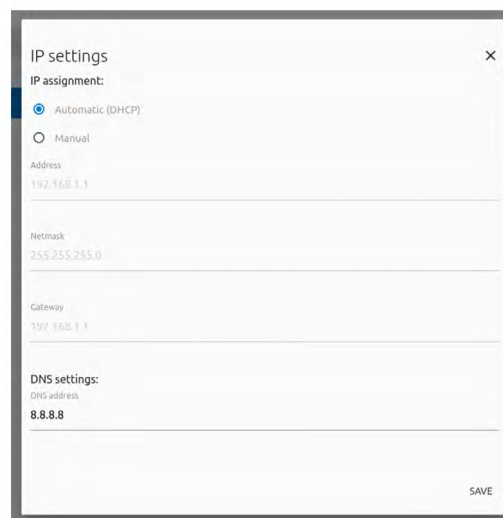 IP settings
IP assignment:
Automatic (DHCP)
Manual
Address
192.168.1.1
Netmask
255.255.255.0
Gateway
192.168.1.1
DNS settings:
DNS address
8.8.8.8
SAVE